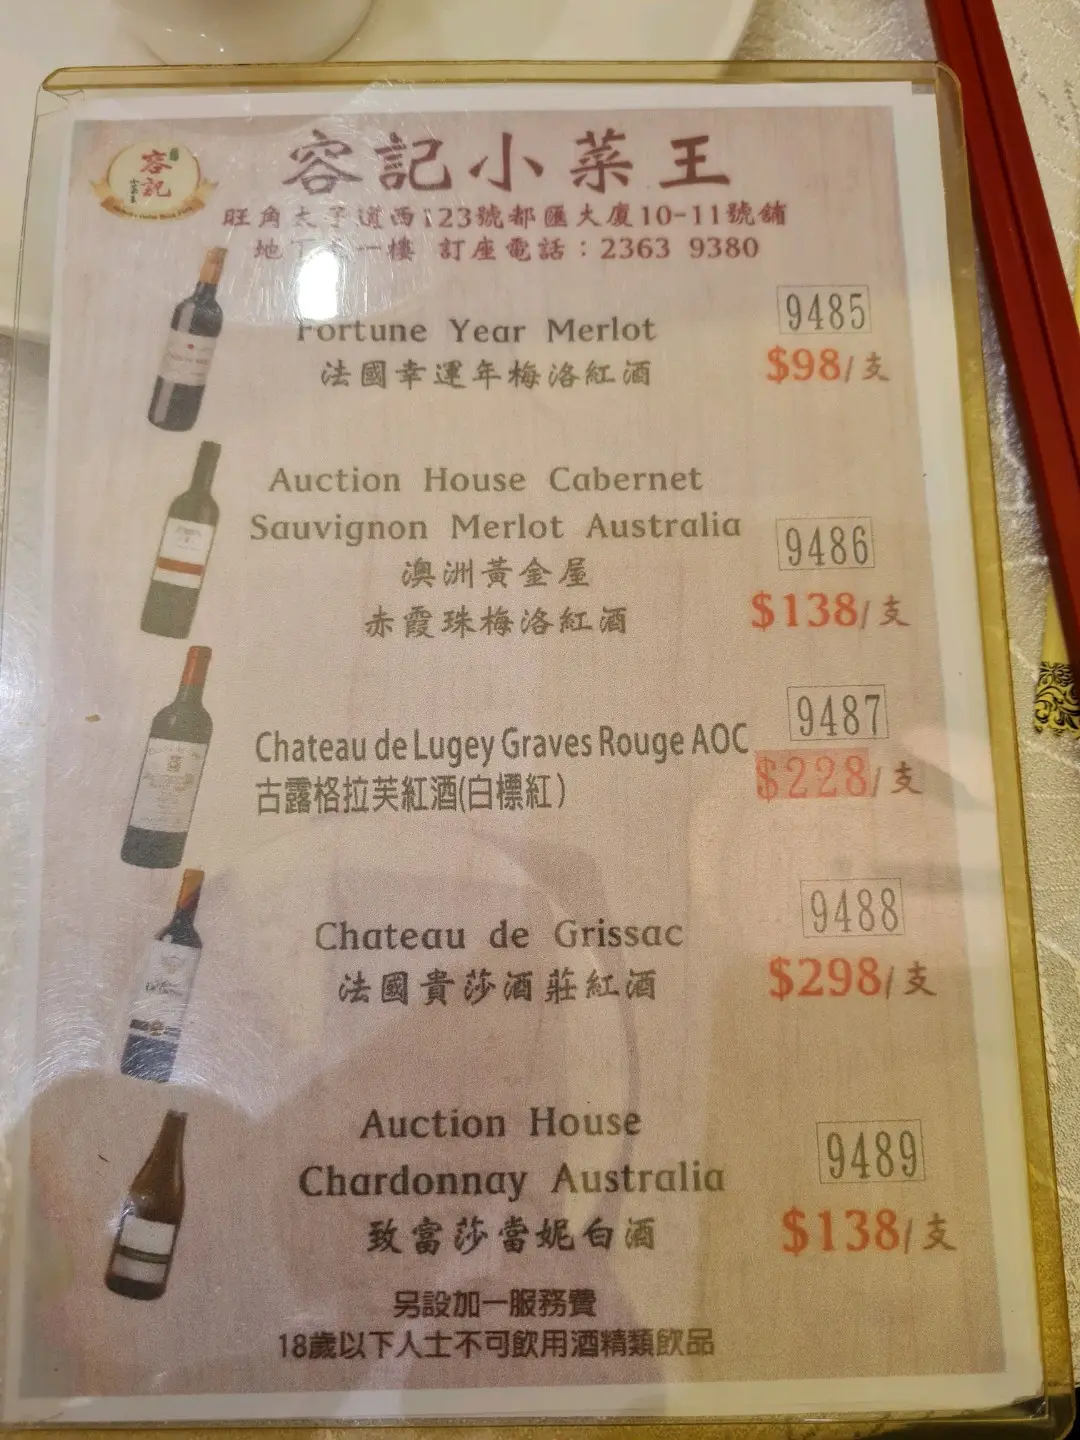 容記
容記小菜王
旺角太子道西123號都匯大廈10-11號舖
地下 一樓 訂座電話：2363 9380
Fortune Year Merlot
9485
法國幸運年梅洛紅酒
$98/支
Auction House Cabernet
Sauvignon Merlot Australia
9486
澳洲黃金屋
赤霞珠梅洛紅酒
$138/支
9487
Chateau de Lugey Graves Rouge AOC
古露格拉芙紅酒(白標紅)
$228/支
9488
Chateau de Grissac
法國貴莎酒莊紅酒
$298/支
Auction House
Chardonnay Australia
9489
致富莎當妮白酒
$138/支
另設加一服務費
18歲以下人士不可飲用酒精類飲品